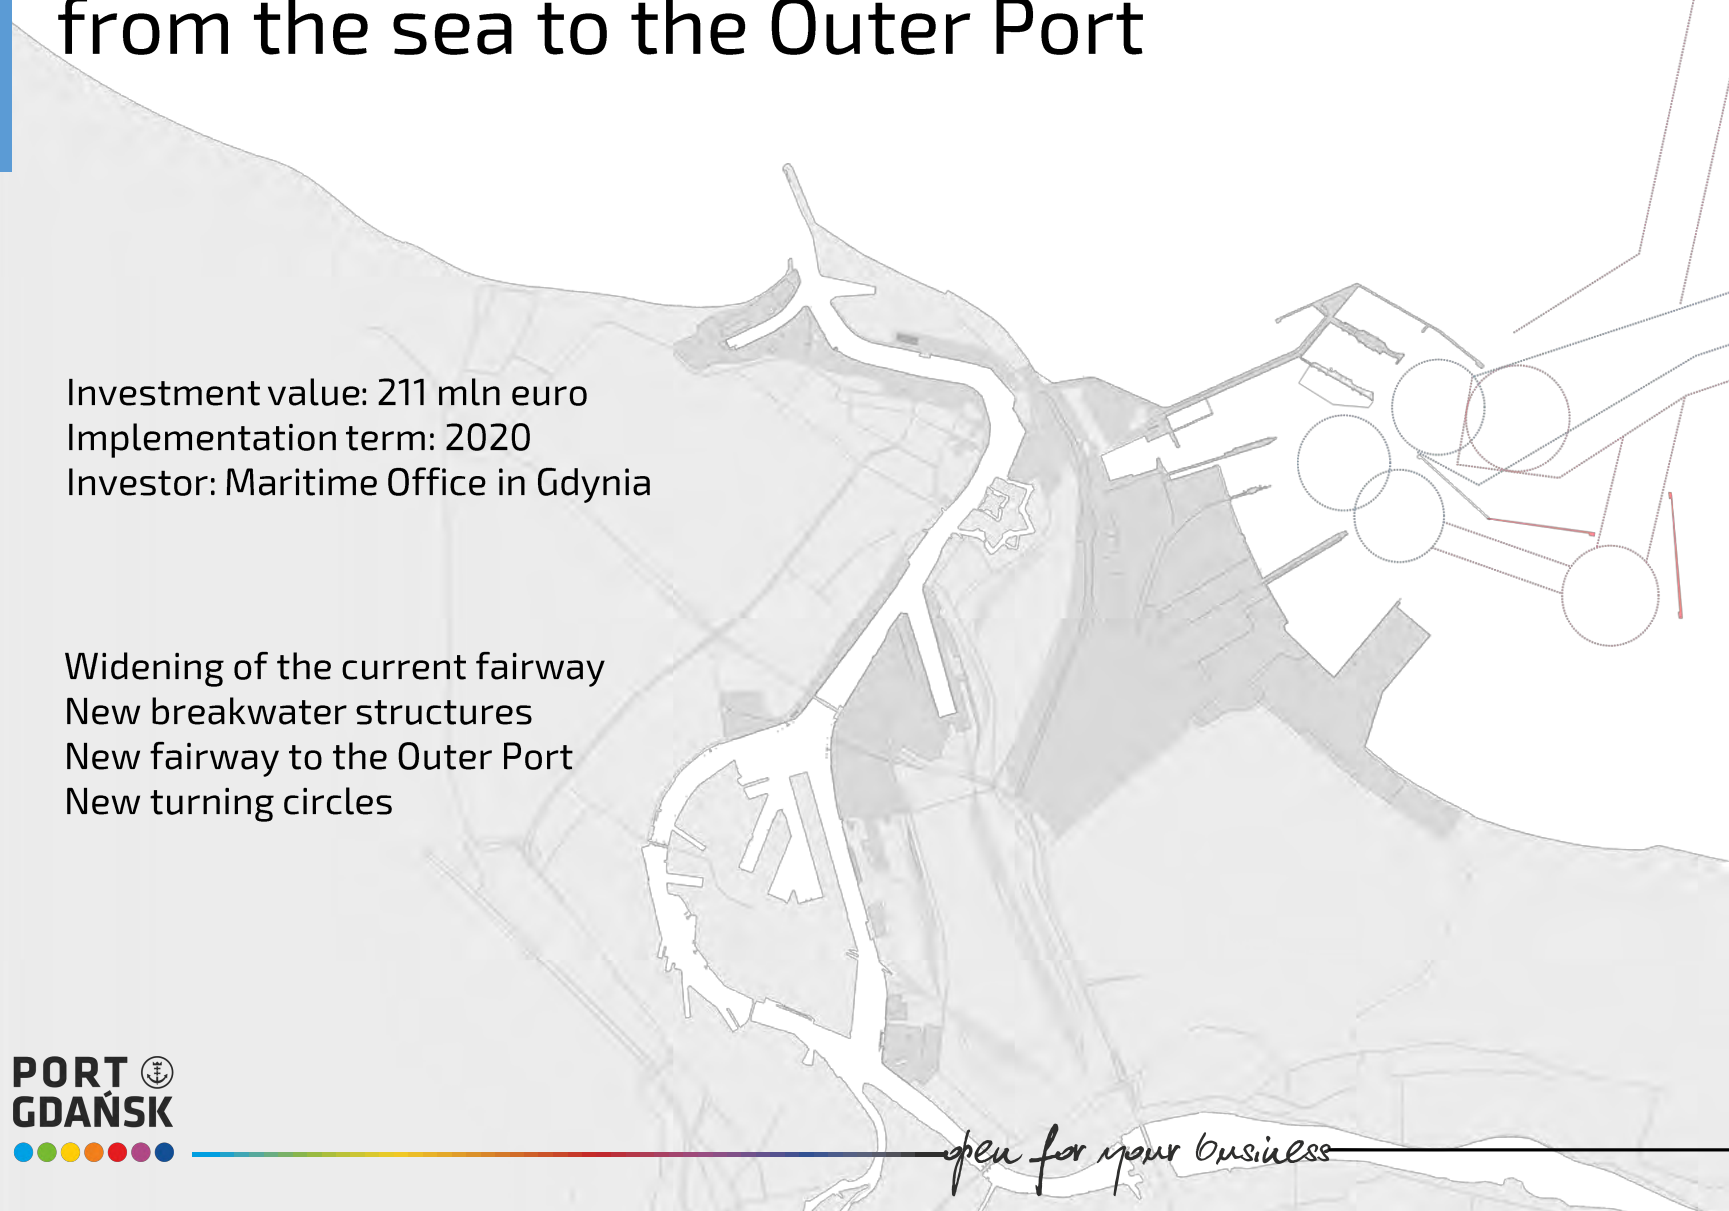 from the sea to the Outer Port
Investment value: 211 mln euro
Implementation term: 2020
Investor: Maritime Office in Gdynia
Widening of the current fairway
New breakwater structures
New fairway to the Outer Port
New turning circles
PORT
GDAŃSK
open for your business